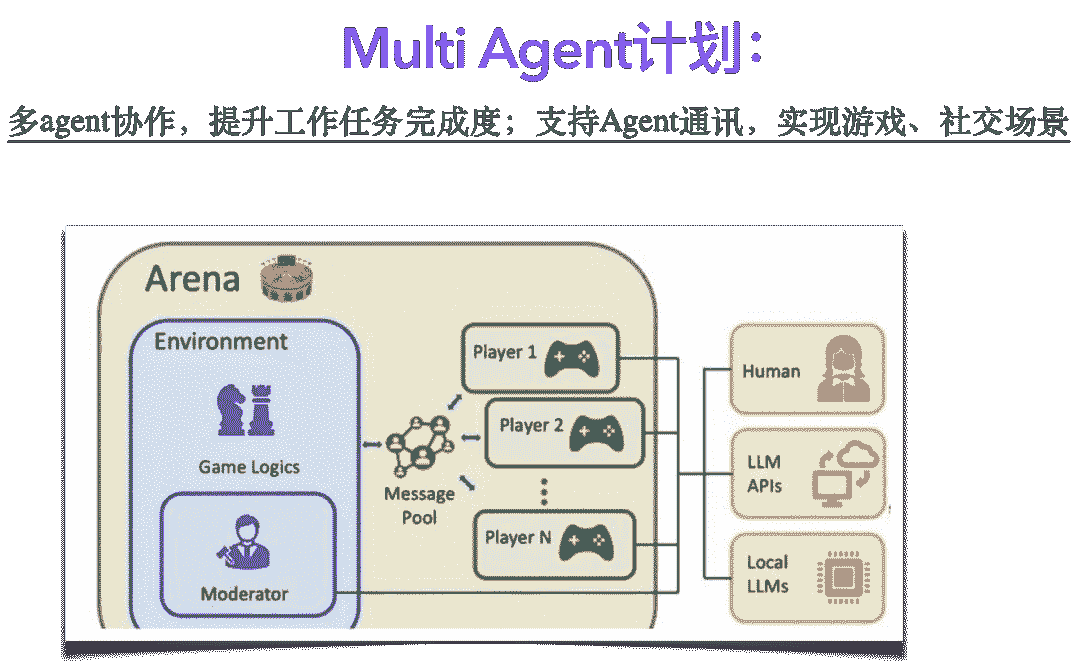 Multi Agent计划：
多agent协作，提升工作任务完成度；支持Agent通讯，实现游戏、社交场景
Arena
Environment
Game Logics
Moderator
Message
Pool
Player 1
Player 2
Player N
Human
LLM
APIs
Local
LLMs